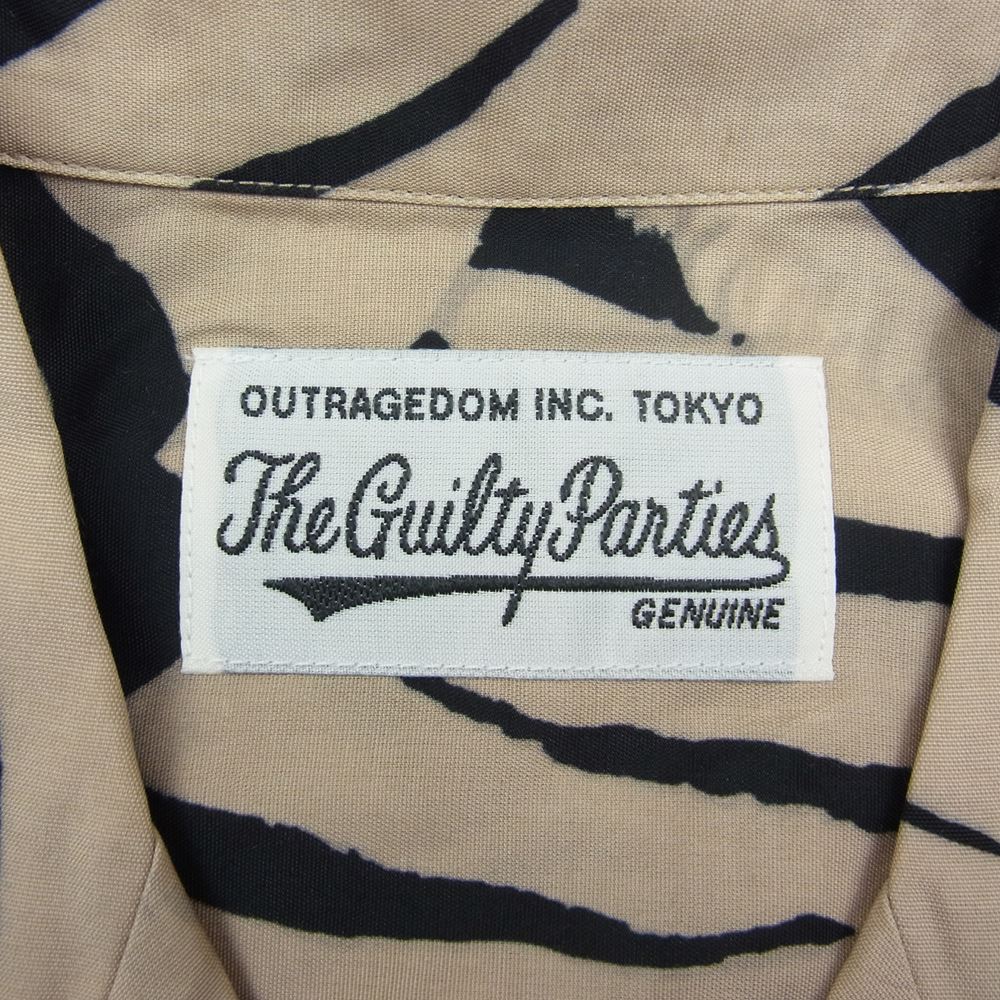 OUTRAGEDOM INC. TOKYO
The Guilty Parties
GENUINE